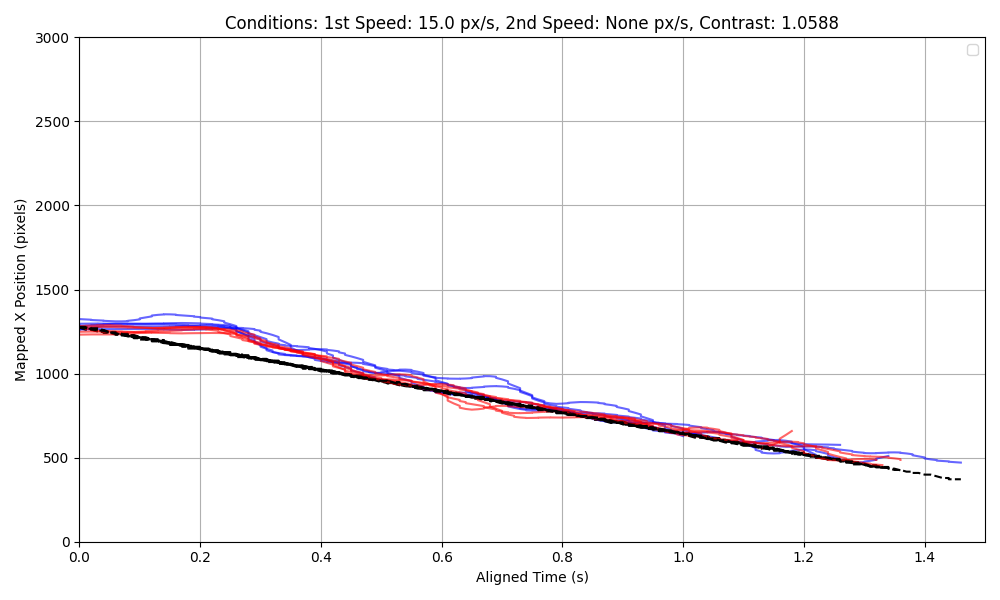 Conditions: 1st Speed: 15.0 px/s, 2nd Speed: None px/s, Contrast: 1.0588
3000
2500
2000
1500
1000
500
0
Mapped X Position (pixels)
0.0 0.2 0.4 0.6 0.8 1.0 1.2 1.4
Aligned Time (s)